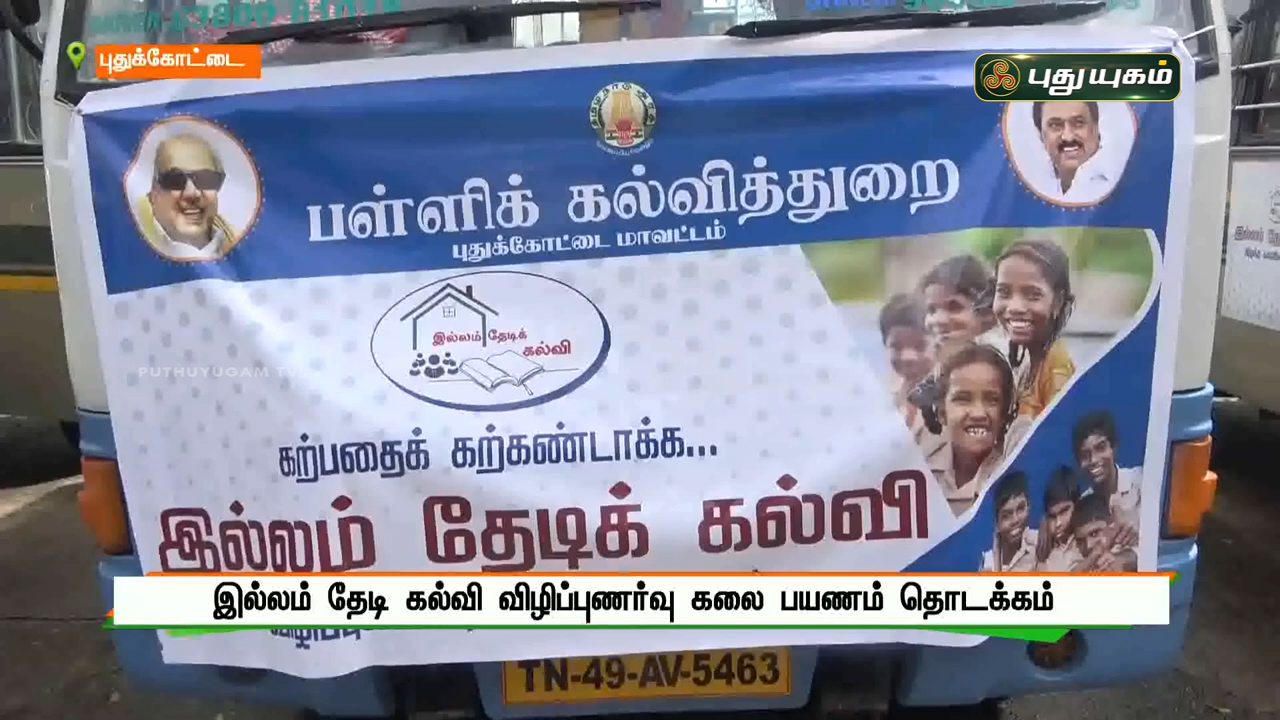 புதுக்கோட்டை
புதுயுகம்
பள்ளிக் கல்வித்துறை
புதுக்கோட்டை மாவட்டம்
இல்லம் தேடிக்
கல்வி
PUTHUYUGAM TV
கற்பதைக் கற்கண்டாக்க...
இல்லம் தேடிக் கல்வி
இல்லம் தேடி கல்வி விழிப்புணர்வு கலை பயணம் தொடக்கம்
TN-49-AV-5463